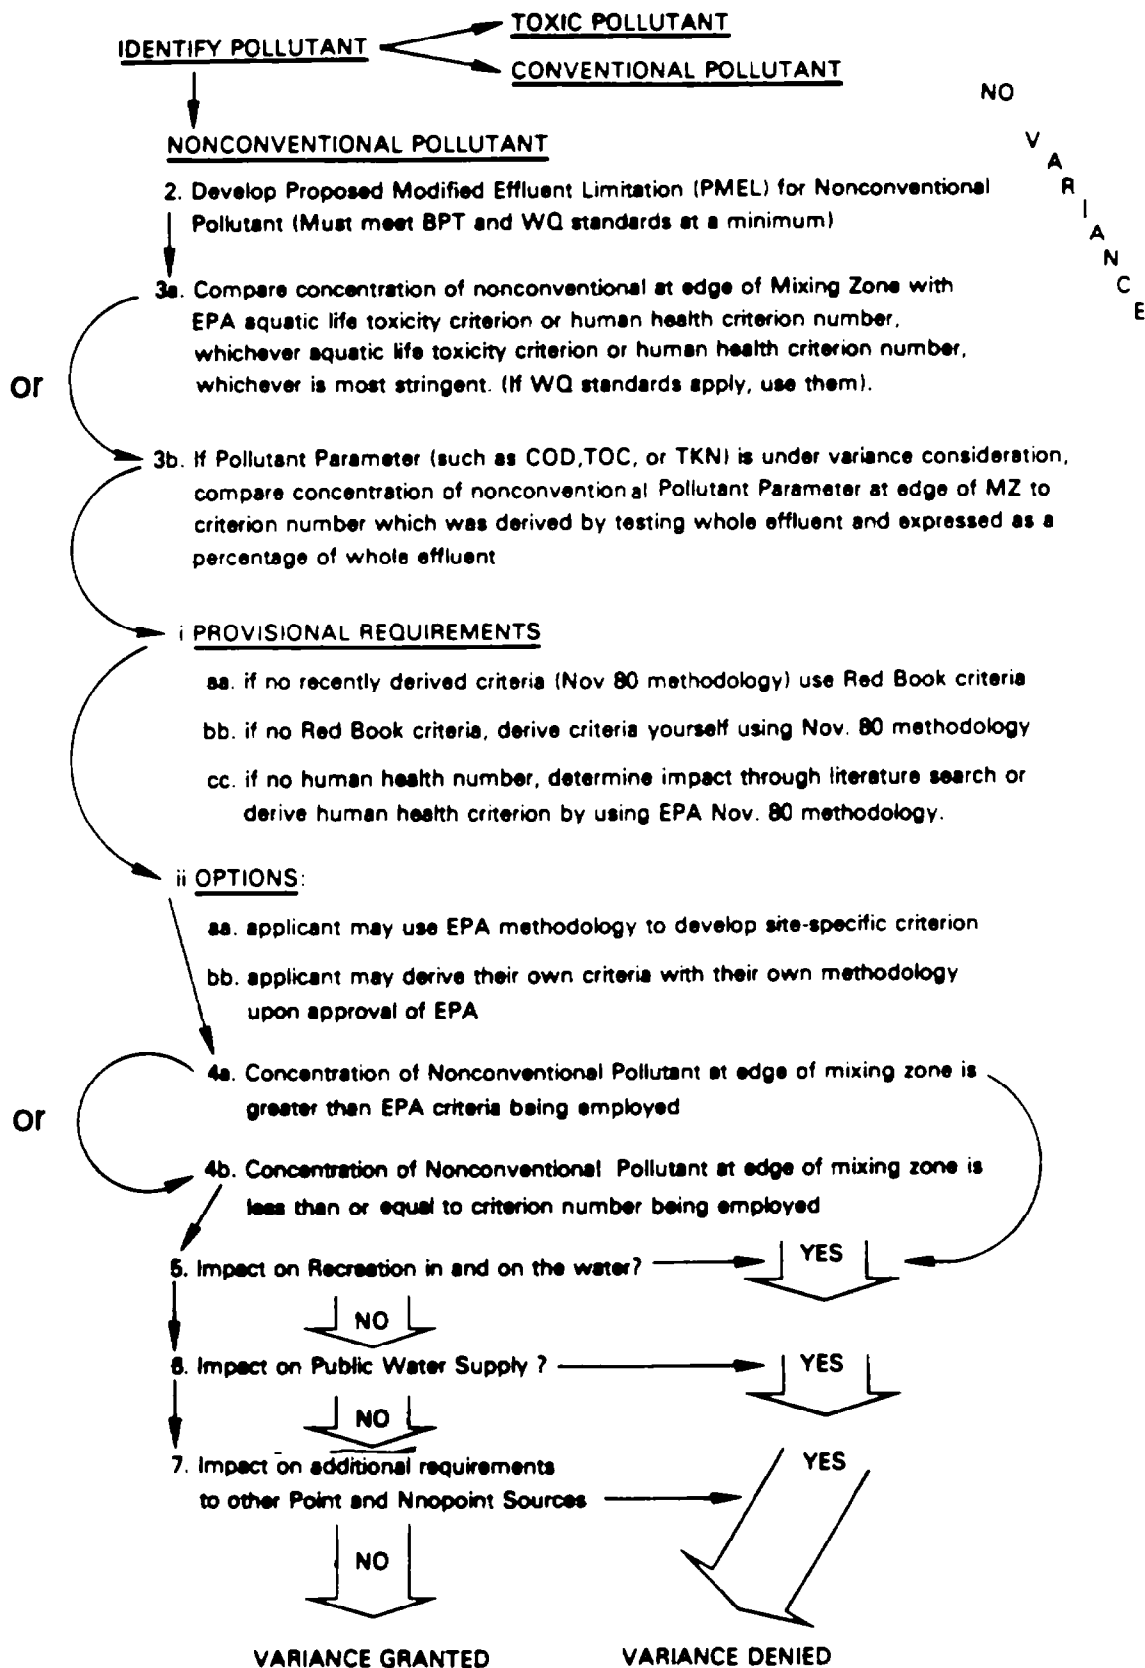 IDENTIFY POLLUTANT
TOXIC POLLUTANT
CONVENTIONAL POLLUTANT
NO
VARIANCE
NONCONVENTIONAL POLLUTANT
2. Develop Proposed Modified Effluent Limitation (PMEL) for Nonconventional
Pollutant (Must meet BPT and WQ standards at a minimum)
3a. Compare concentration of nonconventional at edge of Mixing Zone with
EPA aquatic life toxicity criterion or human health criterion number,
whichever aquatic life toxicity criterion or human health criterion number,
whichever is most stringent. (If WQ standards apply, use them).
or
3b. If Pollutant Parameter (such as COD,TOC, or TKN) is under variance consideration,
compare concentration of nonconventional Pollutant Parameter at edge of MZ to
criterion number which was derived by testing whole effluent and expressed as a
percentage of whole effluent
i PROVISIONAL REQUIREMENTS
aa. if no recently derived criteria (Nov 80 methodology) use Red Book criteria
bb. if no Red Book criteria, derive criteria yourself using Nov. 80 methodology
cc. if no human health number, determine impact through literature search or
derive human health criterion by using EPA Nov. 80 methodology.
ii OPTIONS:
aa. applicant may use EPA methodology to develop site-specific criterion
bb. applicant may derive their own criteria with their own methodology
upon approval of EPA
4a. Concentration of Nonconventional Pollutant at edge of mixing zone is
greater than EPA criteria being employed
or
4b. Concentration of Nonconventional Pollutant at edge of mixing zone is
less than or equal to criterion number being employed
5. Impact on Recreation in and on the water?
YES
NO
6. Impact on Public Water Supply ?
YES
NO
7. Impact on additional requirements
to other Point and Nnopoint Sources
YES
NO
VARIANCE GRANTED
VARIANCE DENIED